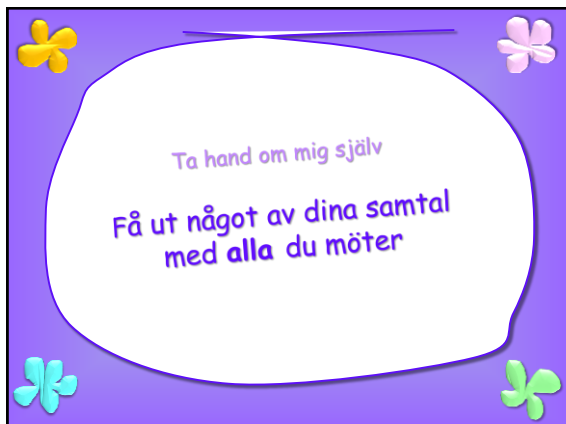 Ta hand om mig själv
Få ut något av dina samtal
med alla du möter